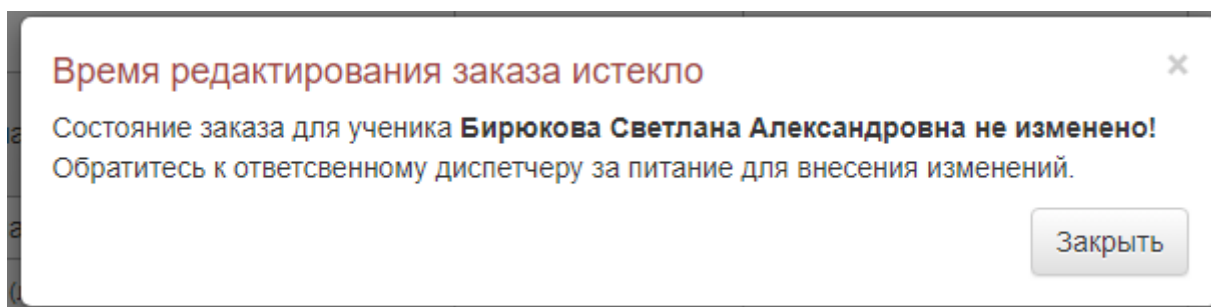 Время редактирования заказа истекло
×
Состояние заказа для ученика Бирюкова Светлана Александровна не изменено!
Обратитесь к ответсвенному диспетчеру за питание для внесения изменений.
Закрыть